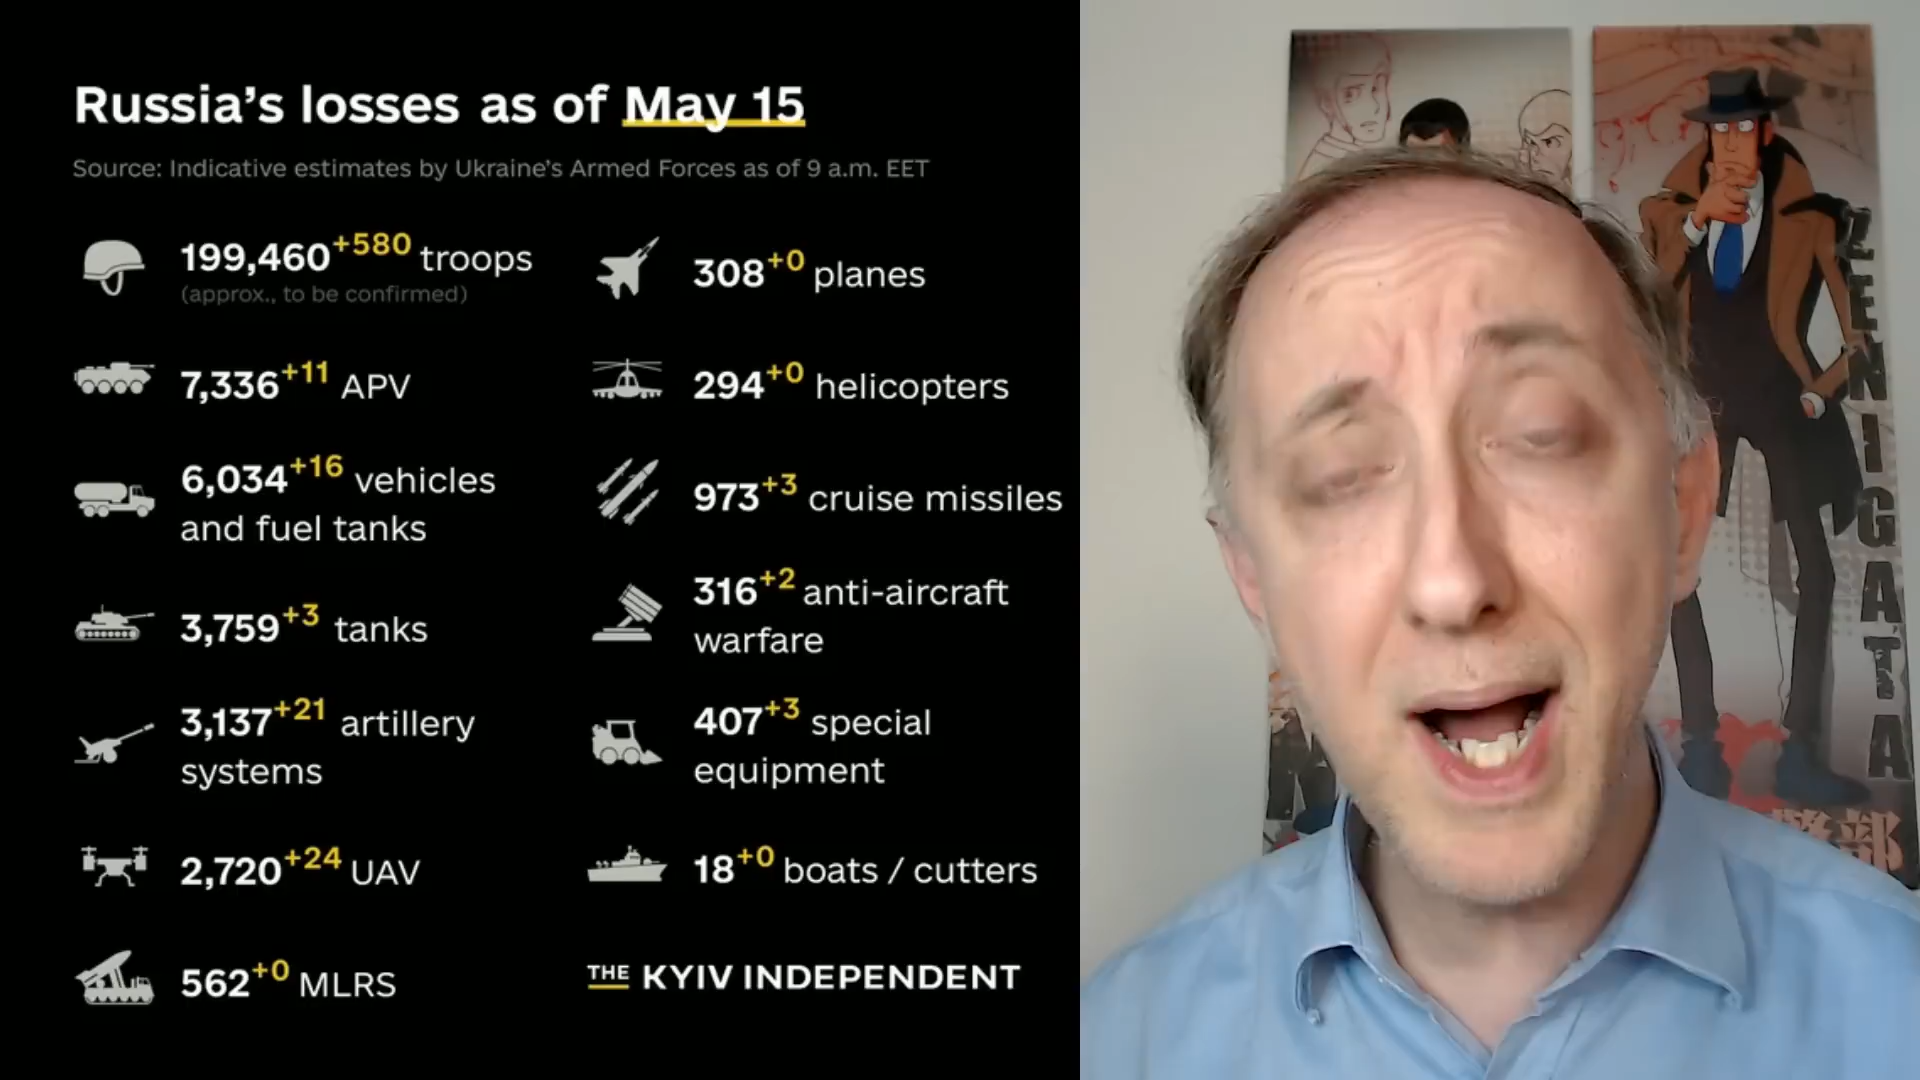 Russia's losses as of May 15
Source: Indicative estimates by Ukraine's Armed Forces as of 9 a.m. EET
199,460+580 troops
(approx., to be confirmed)
7,336+11 APV
6,034+16 vehicles
and fuel tanks
3,759+3 tanks
3,137+21 artillery
systems
2,720+24 UAV
562+0 MLRS
308+0 planes
294+0 helicopters
973+3 cruise missiles
316+2 anti-aircraft
warfare
407+3 special
equipment
18+0 boats / cutters
THE KYIV INDEPENDENT
ZENIGATA
部